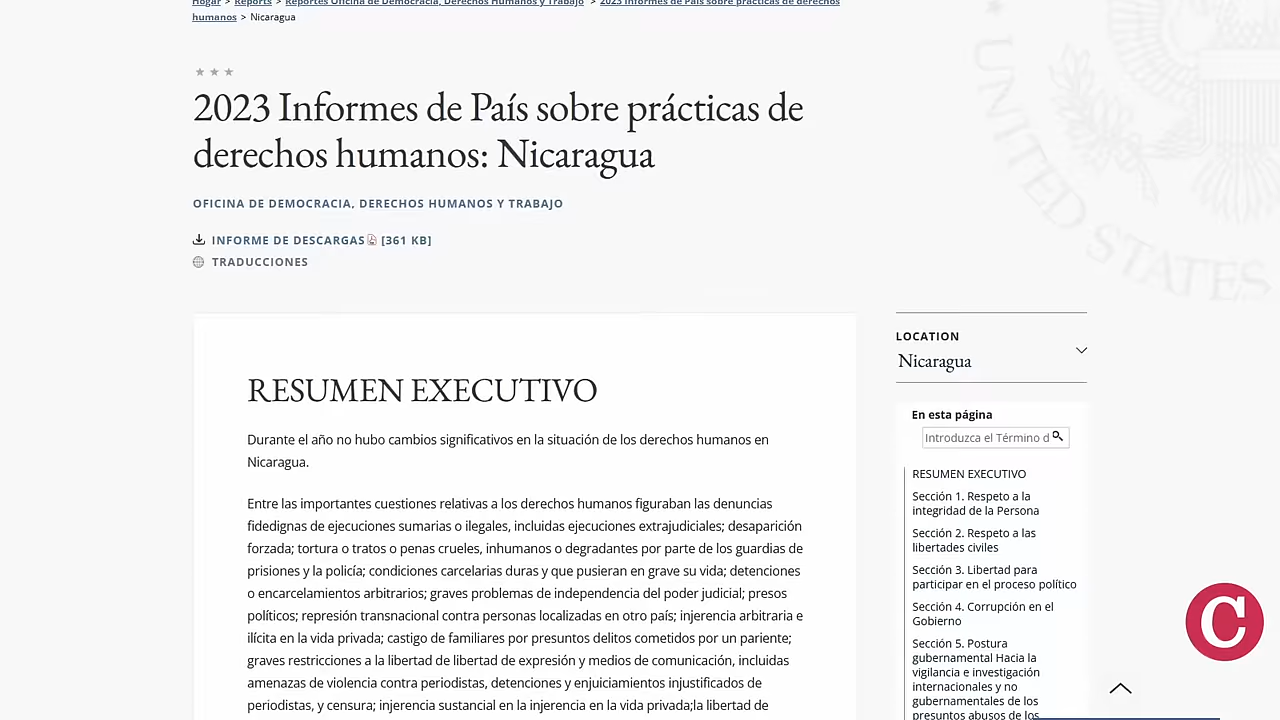 Hogar > Reports > Reportes Oficina de Democracia, Derechos Humanos y Trabajo > 2023 Informes de País sobre prácticas de derechos
humanos > Nicaragua
2023 Informes de País sobre prácticas de
derechos humanos: Nicaragua
OFICINA DE DEMOCRACIA, DERECHOS HUMANOS Y TRABAJO
INFORME DE DESCARGAS [361 KB]
TRADUCCIONES
UNITED STATES
RESUMEN EXECUTIVO
Durante el año no hubo cambios significativos en la situación de los derechos humanos en
Nicaragua.
Entre las importantes cuestiones relativas a los derechos humanos figuraban las denuncias
fidedignas de ejecuciones sumarias o ilegales, incluidas ejecuciones extrajudiciales; desaparición
forzada; tortura o tratos o penas crueles, inhumanos o degradantes por parte de los guardias de
prisiones y la policía; condiciones carcelarias duras y que pusieran en grave su vida; detenciones
o encarcelamientos arbitrarios; graves problemas de independencia del poder judicial; presos
políticos; represión transnacional contra personas localizadas en otro país; injerencia arbitraria e
ilícita en la vida privada; castigo de familiares por presuntos delitos cometidos por un pariente;
graves restricciones a la libertad de libertad de expresión y medios de comunicación, incluidas
amenazas de violencia contra periodistas, detenciones y enjuiciamientos injustificados de
periodistas, y censura; injerencia sustancial en la injerencia en la vida privada;la libertad de
LOCATION
Nicaragua
En esta página
Introduzca el Término d
RESUMEN EXECUTIVO
Sección 1. Respeto a la
integridad de la Persona
Sección 2. Respeto a las
libertades civiles
Sección 3. Libertad para
participar en el proceso político
Sección 4. Corrupción en el
Gobierno
Sección 5. Postura
gubernamental Hacia la
vigilancia e investigación
internacionales y no
gubernamentales de los
presuntos abusos de los
C